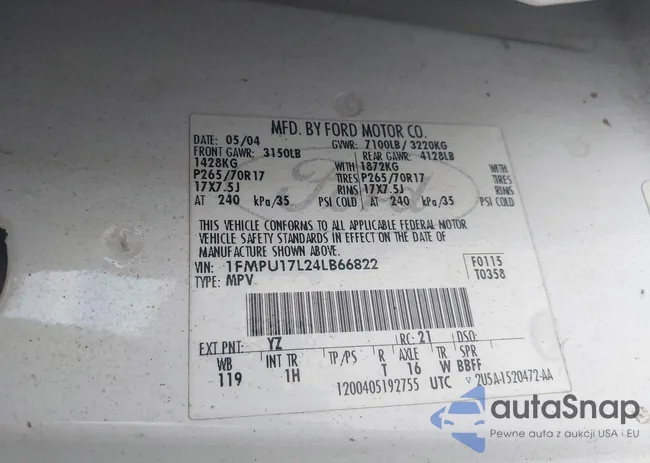 MFD. BY FORD MOTOR CO.
DATE: 05/04 GVWR: 7100LB / 3220KG
FRONT GAWR: 3150LB REAR GAWR: 4128LB
1428KG WITH 1872KG WITH
P265/70R17 TIRES P265/70R17 TIRES
17X7.5J RIMS 17X7.5J RIMS
AT 240 kPa/35 PSI COLD AT 240 kPa/35 PSI COLD
THIS VEHICLE CONFORMS TO ALL APPLICABLE FEDERAL MOTOR
VEHICLE SAFETY STANDARDS IN EFFECT ON THE DATE OF
MANUFACTURE SHOWN ABOVE.
VIN: 1FMPU17L24LB66822 F0115
TYPE: MPV T0358
EXT PNT: YZ RC: 21 DSO:
WB INT TR TP/PS R AXLE TR SPR
119 1H T 16 W BBFF
1200405192755 UTC 2U5A-1520472-AA
Ford
autoSnap
Pewne auta z aukcji USA i EU